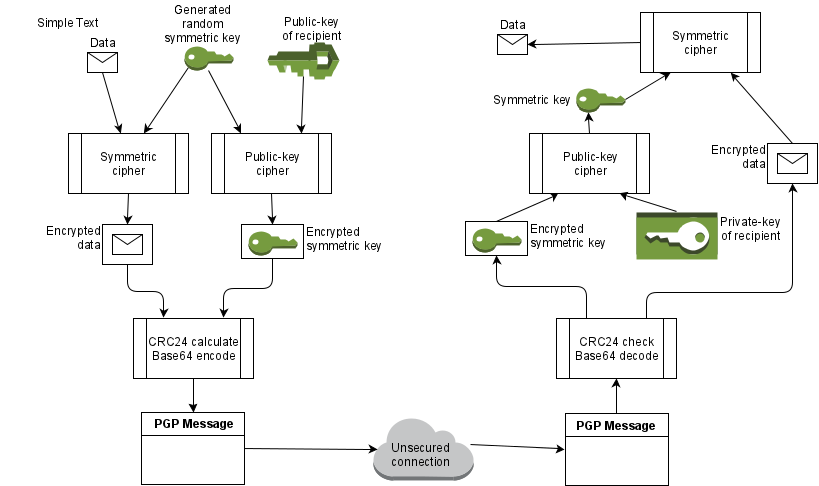 Simple Text
Data
Generated
random
symmetric key
Public-key
of recipient
Symmetric
cipher
Public-key
cipher
Encrypted
data
Encrypted
symmetric key
CRC24 calculate
Base64 encode
PGP Message
Unsecured
connection
Data
Symmetric
cipher
Symmetric key
Public-key
cipher
Encrypted
data
Encrypted
symmetric key
Private-key
of recipient
CRC24 check
Base64 decode
PGP Message